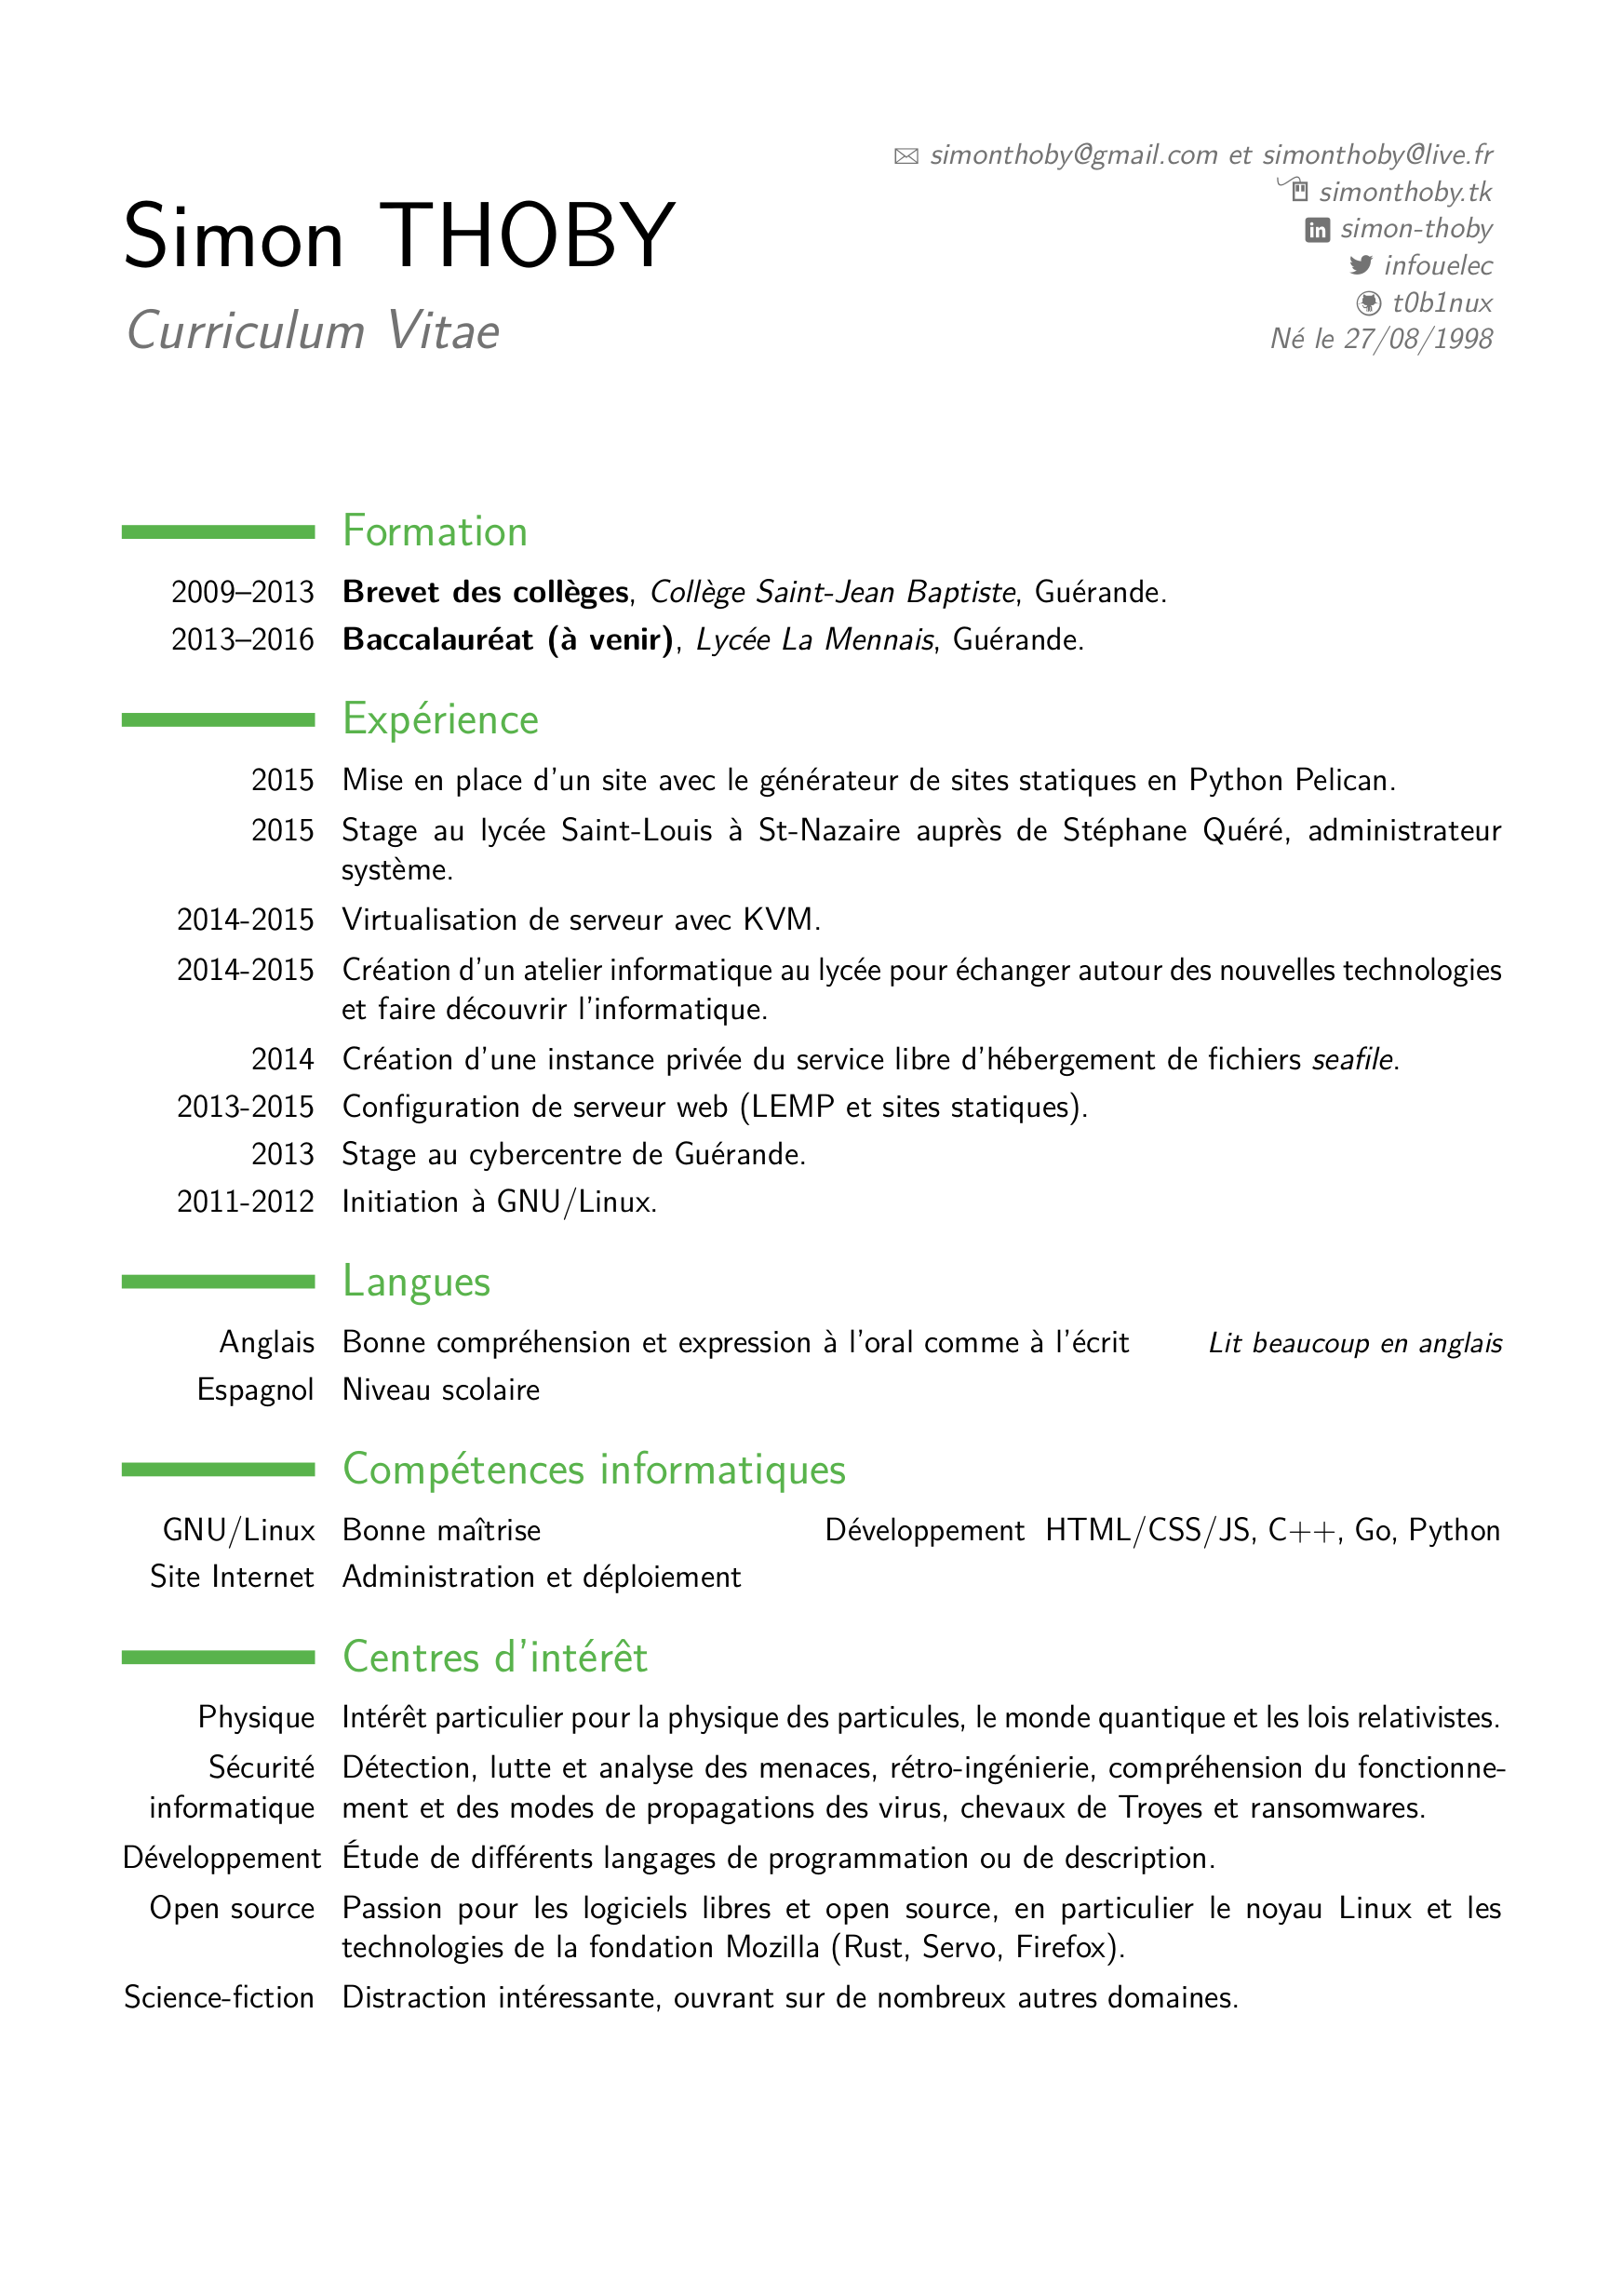 simonthoby@gmail.com et simonthoby@live.fr
simonthoby.tk
simon-thoby
infouelec
t0b1nux
Né le 27/08/1998
Simon THOBY
Curriculum Vitae
Formation
2009–2013 Brevet des collèges, Collège Saint-Jean Baptiste, Guérande.
2013–2016 Baccalauréat (à venir), Lycée La Mennais, Guérande.
Expérience
2015 Mise en place d'un site avec le générateur de sites statiques en Python Pelican.
2015 Stage au lycée Saint-Louis à St-Nazaire auprès de Stéphane Quéré, administrateur
système.
2014-2015 Virtualisation de serveur avec KVM.
2014-2015 Création d'un atelier informatique au lycée pour échanger autour des nouvelles technologies
et faire découvrir l'informatique.
2014 Création d'une instance privée du service libre d'hébergement de fichiers seafile.
2013-2015 Configuration de serveur web (LEMP et sites statiques).
2013 Stage au cybercentre de Guérande.
2011-2012 Initiation à GNU/Linux.
Langues
Anglais Bonne compréhension et expression à l'oral comme à l'écrit Lit beaucoup en anglais
Espagnol Niveau scolaire
Compétences informatiques
GNU/Linux Bonne maîtrise Développement HTML/CSS/JS, C++, Go, Python
Site Internet Administration et déploiement
Centres d'intérêt
Physique Intérêt particulier pour la physique des particules, le monde quantique et les lois relativistes.
Sécurité Détection, lutte et analyse des menaces, rétro-ingénierie, compréhension du fonctionne-
informatique ment et des modes de propagations des virus, chevaux de Troyes et ransomwares.
Développement Étude de différents langages de programmation ou de description.
Open source Passion pour les logiciels libres et open source, en particulier le noyau Linux et les
technologies de la fondation Mozilla (Rust, Servo, Firefox).
Science-fiction Distraction intéressante, ouvrant sur de nombreux autres domaines.